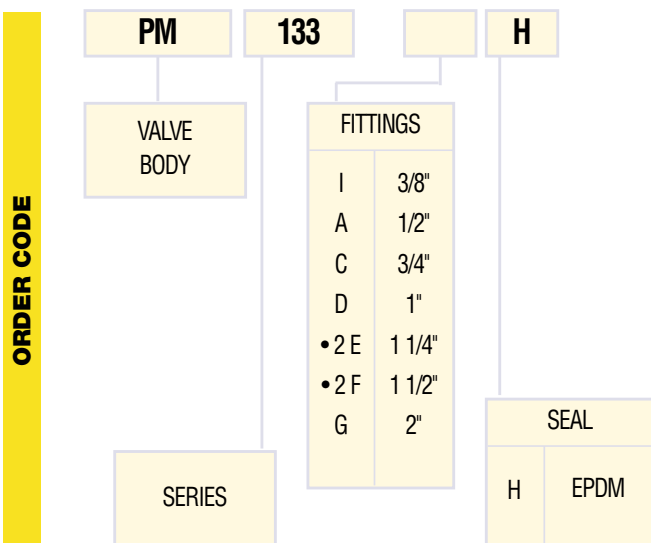 ORDER CODE
PM 133 H
VALVE
BODY
FITTINGS
I 3/8"
A 1/2"
C 3/4"
D 1"
• 2 E 1 1/4"
• 2 F 1 1/2"
G 2"
SERIES
SEAL
H EPDM